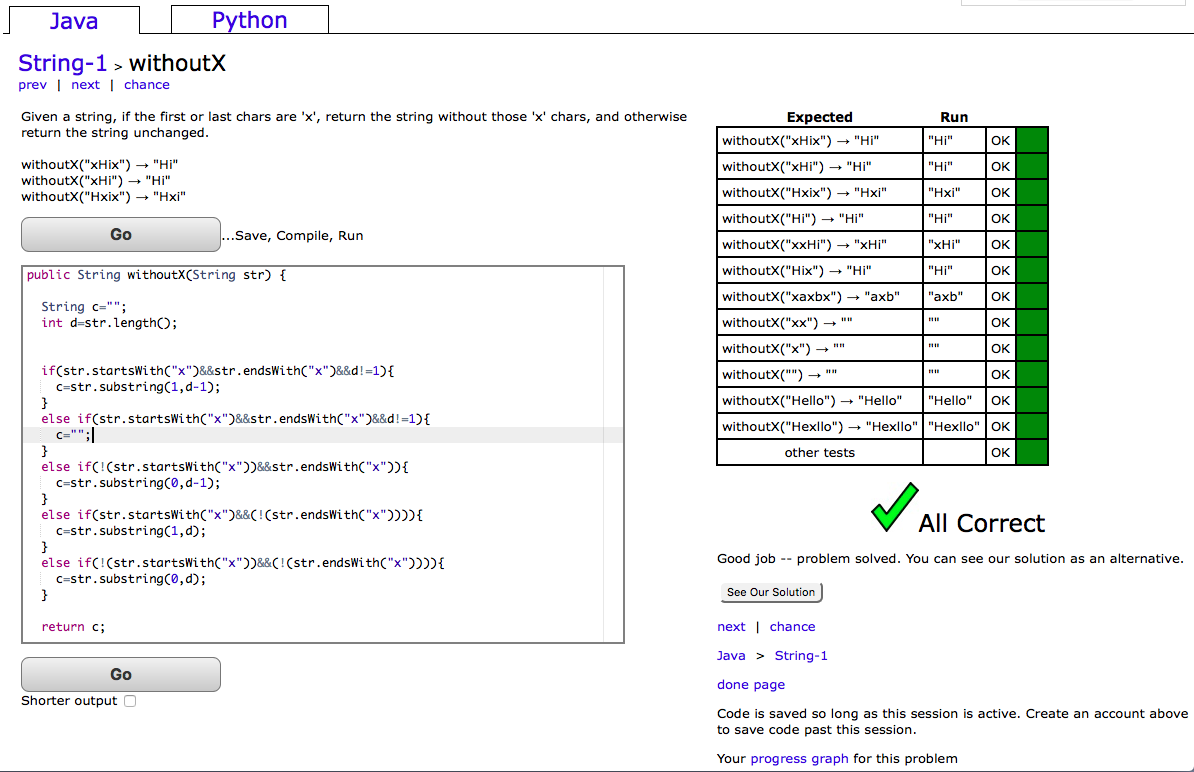 Java
Python
String-1 > withoutX
prev | next | chance
Given a string, if the first or last chars are 'x', return the string without those 'x' chars, and otherwise
return the string unchanged.
withoutX("xHix") → "Hi"
withoutX("xHi") → "Hi"
withoutX("Hxix") → "Hxi"
Go
...Save, Compile, Run
public String withoutX(String str) {
String c="";
int d=str.length();
if(str.startsWith("x")&&str.endsWith("x")&&d!=1){
c=str.substring(1,d-1);
}
else if(str.startsWith("x")&&str.endsWith("x")&&d!=1){
c="";
}
else if(!(str.startsWith("x"))&&str.endsWith("x")){
c=str.substring(0,d-1);
}
else if(str.startsWith("x")&&(!(str.endsWith("x")))){
c=str.substring(1,d);
}
else if(!(str.startsWith("x"))&&(!(str.endsWith("x")))){
c=str.substring(0,d);
}
return c;
Go
Shorter output
Expected Run
withoutX("xHix") → "Hi" "Hi" OK
withoutX("xHi") → "Hi" "Hi" OK
withoutX("Hxix") → "Hxi" "Hxi" OK
withoutX("Hi") → "Hi" "Hi" OK
withoutX("xxHi") → "xHi" "xHi" OK
withoutX("Hix") → "Hi" "Hi" OK
withoutX("xaxbx") → "axb" "axb" OK
withoutX("xx") → "" "" OK
withoutX("x") → "" "" OK
withoutX("") → "" "" OK
withoutX("Hello") → "Hello" "Hello" OK
withoutX("Hexllo") → "Hexllo" "Hexllo" OK
other tests OK
All Correct
Good job -- problem solved. You can see our solution as an alternative.
See Our Solution
next | chance
Java > String-1
done page
Code is saved so long as this session is active. Create an account above
to save code past this session.
Your progress graph for this problem